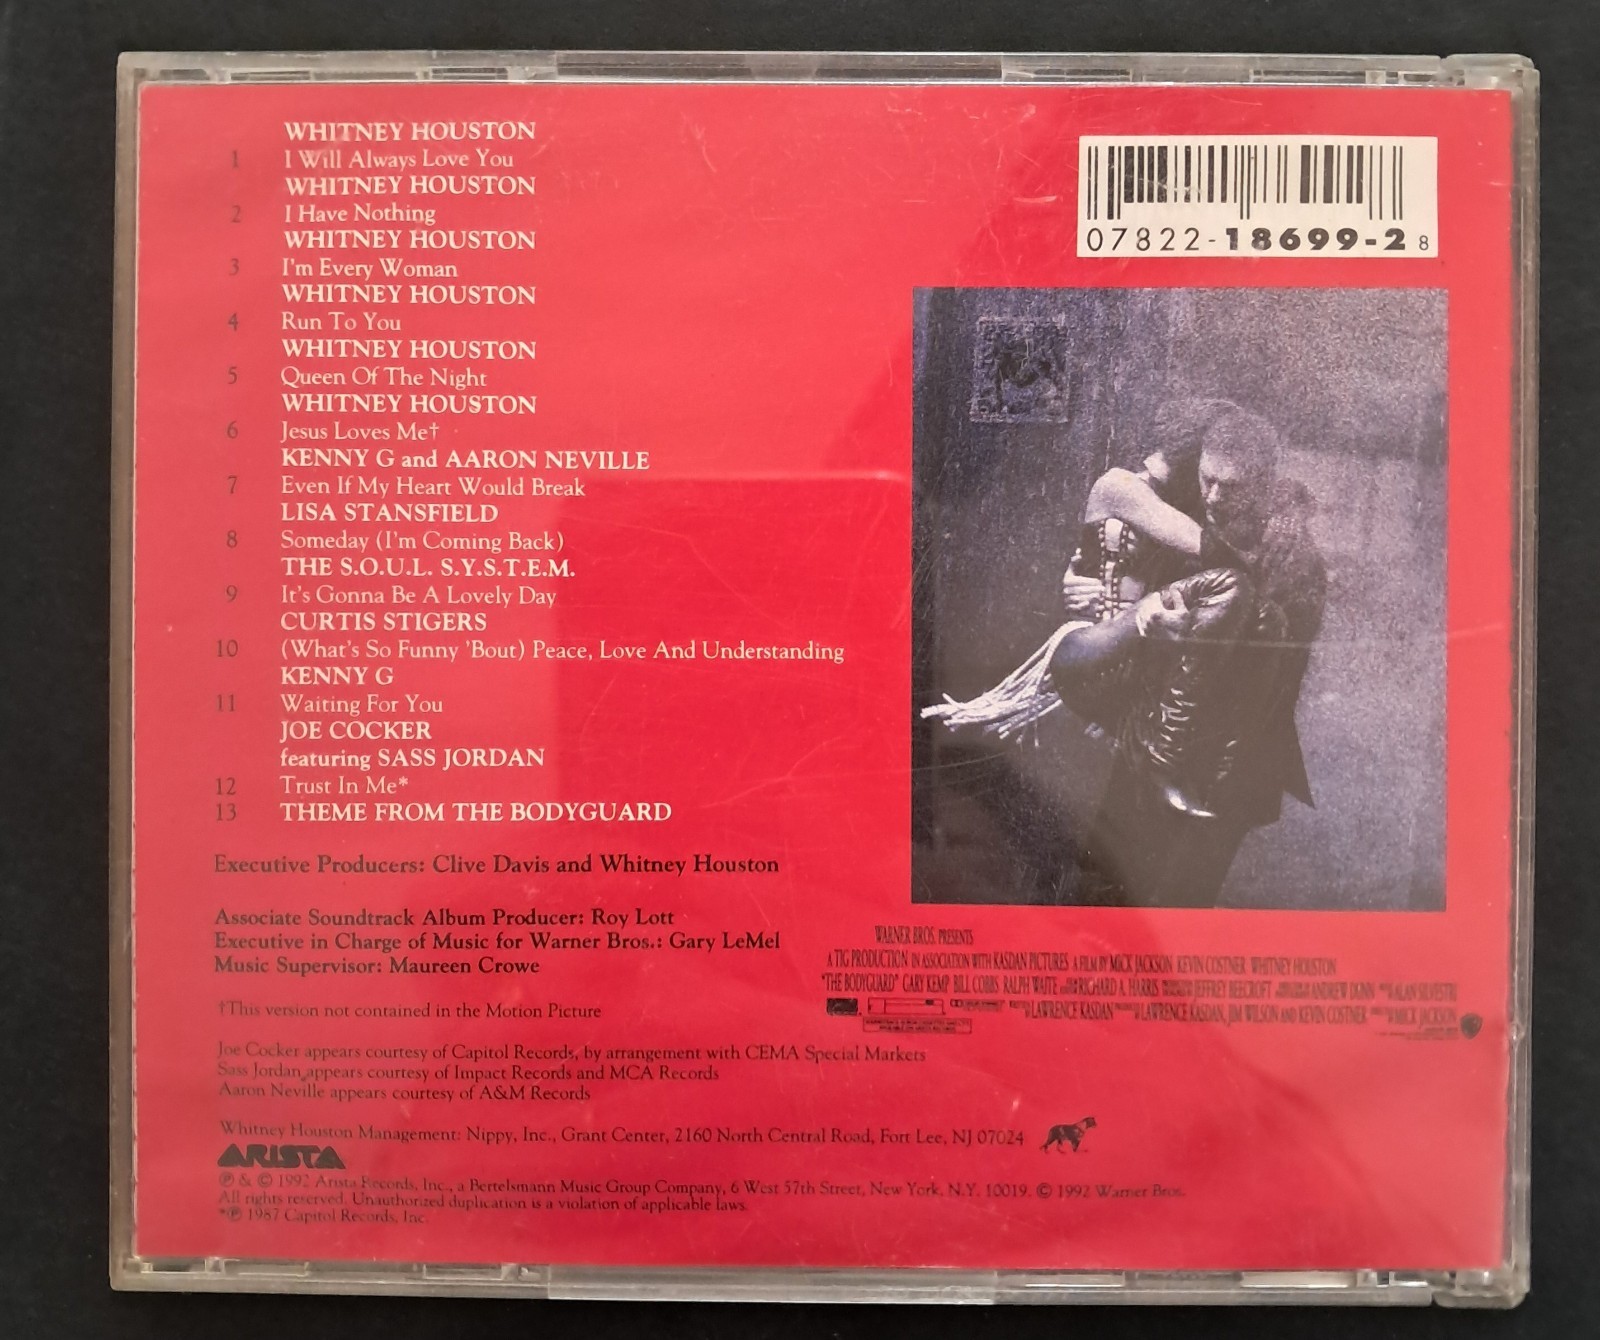 WHITNEY HOUSTON
1 I Will Always Love You
WHITNEY HOUSTON
2 I Have Nothing
WHITNEY HOUSTON
3 I'm Every Woman
WHITNEY HOUSTON
4 Run To You
WHITNEY HOUSTON
5 Queen Of The Night
WHITNEY HOUSTON
6 Jesus Loves Me†
KENNY G and AARON NEVILLE
7 Even If My Heart Would Break
LISA STANSFIELD
8 Someday (I'm Coming Back)
THE S.O.U.L. S.Y.S.T.E.M.
9 It's Gonna Be A Lovely Day
CURTIS STIGERS
10 (What's So Funny 'Bout) Peace, Love And Understanding
KENNY G
11 Waiting For You
JOE COCKER
featuring SASS JORDAN
12 Trust In Me*
13 THEME FROM THE BODYGUARD
Executive Producers: Clive Davis and Whitney Houston
Associate Soundtrack Album Producer: Roy Lott
Executive in Charge of Music for Warner Bros.: Gary LeMel
Music Supervisor: Maureen Crowe
†This version not contained in the Motion Picture
Joe Cocker appears courtesy of Capitol Records, by arrangement with CEMA Special Markets
Sass Jordan appears courtesy of Impact Records and MCA Records
Aaron Neville appears courtesy of A&M Records
Whitney Houston Management: Nippy, Inc., Grant Center, 2160 North Central Road, Fort Lee, NJ 07024
ARISTA
℗ & © 1992 Arista Records, Inc., a Bertelsmann Music Group Company, 6 West 57th Street, New York, N.Y. 10019. © 1992 Warner Bros.
All rights reserved. Unauthorized duplication is a violation of applicable laws.
*℗ 1987 Capitol Records, Inc.
07822-18699-2 8
WARNER BROS. PRESENTS
A TIG PRODUCTION IN ASSOCIATION WITH KASDAN PICTURES A FILM BY MICK JACKSON KEVIN COSTNER WHITNEY HOUSTON
"THE BODYGUARD" GARY KEMP BILL COBBS RALPH WAITE RICHARD A. HARRIS JEFFREY BEECROFT ANDREW DUNN ALAN SILVESTRI
LAWRENCE KASDAN LAWRENCE KASDAN, JIM WILSON AND KEVIN COSTNER MICK JACKSON